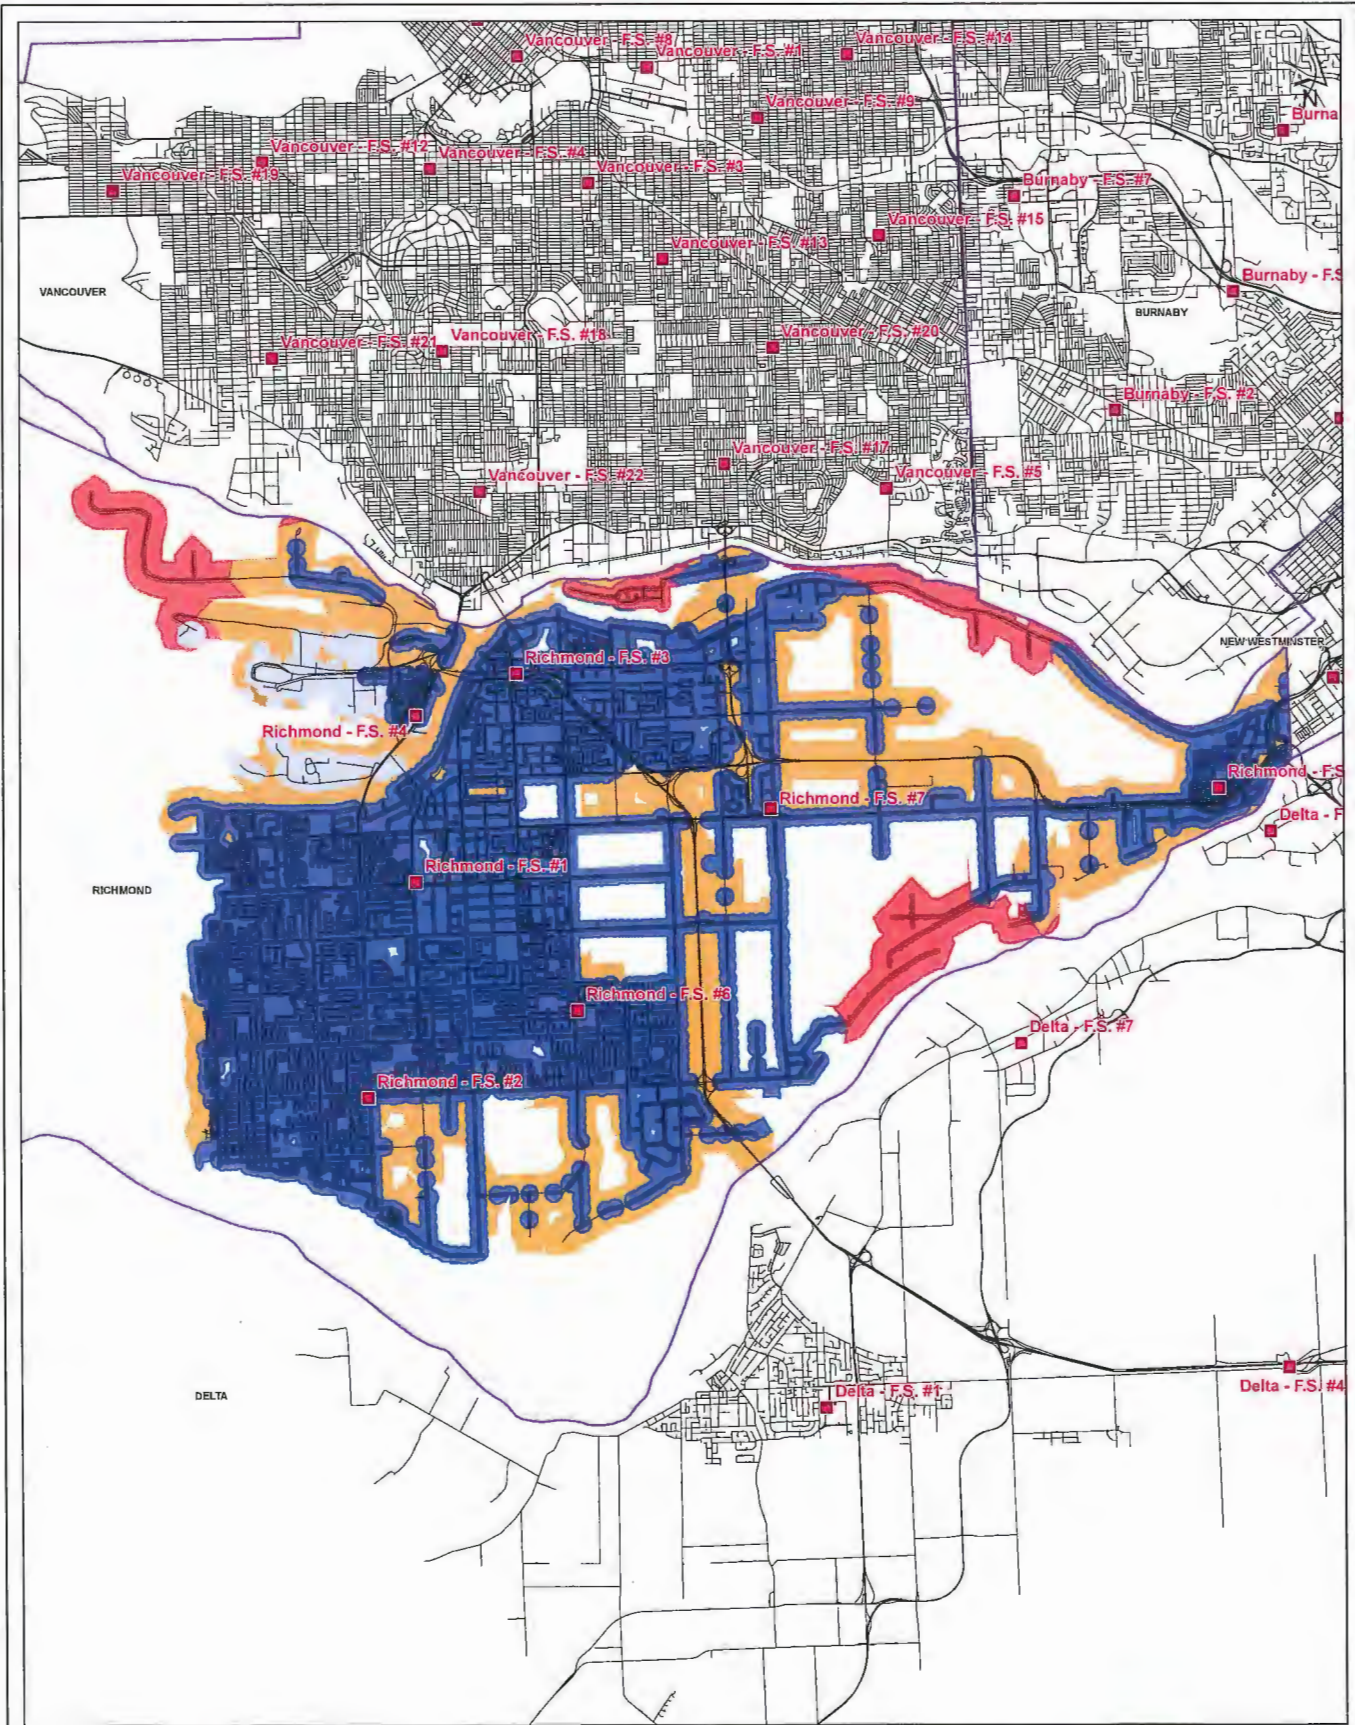 Vancouver - F.S. #8
Vancouver - F.S. #1
Vancouver - F.S. #14
Vancouver - F.S. #9
Burna
Vancouver - F.S. #12
Vancouver - F.S. #4
Vancouver - F.S. #3
Vancouver - F.S. #19
Burnaby - F.S. #7
Vancouver - F.S. #15
Vancouver - F.S. #13
Burnaby - F.S
VANCOUVER
BURNABY
Vancouver - F.S. #21
Vancouver - F.S. #18
Vancouver - F.S. #20
Burnaby - F.S. #2
Vancouver - F.S. #17
Vancouver - F.S. #22
Vancouver - F.S. #5
NEW WESTMINSTER
Richmond - F.S. #3
Richmond - F.S. #4
Richmond - F.S
Richmond - F.S. #7
Delta - F
Richmond - F.S. #1
RICHMOND
Richmond - F.S. #6
Delta - F.S. #7
Richmond - F.S. #2
DELTA
Delta - F.S. #1
Delta - F.S. #4